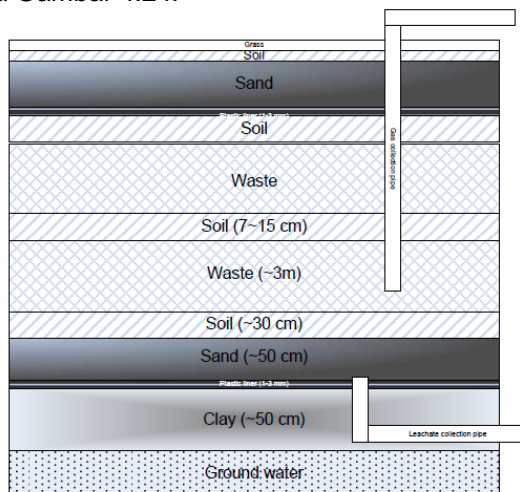 Gambar
Grass
Soil
Sand
Plastic liner (1-3 mm)
Soil
Gas collection pipe
Waste
Soil (7~15 cm)
Waste (~3m)
Soil (~30 cm)
Sand (~50 cm)
Plastic liner (1-3 mm)
Clay (~50 cm)
Leachate collection pipe
Ground water